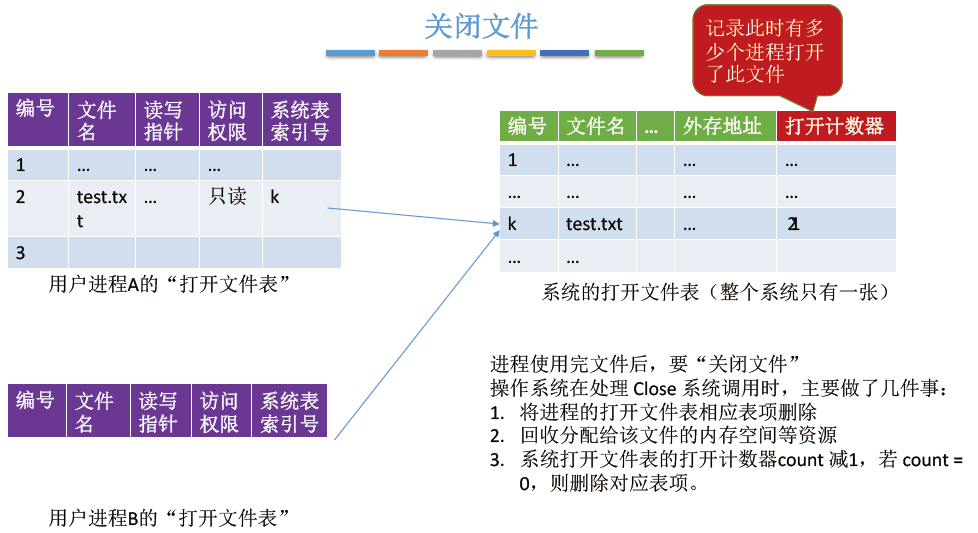 关闭文件
记录此时有多
少个进程打开
了此文件
编号 文件名 读写指针 访问权限 系统表索引号
1 … … …
2 test.txt … 只读 k
3
用户进程A的“打开文件表”
编号 文件名 … 外存地址 打开计数器
1 … … …
… … … …
k test.txt …
… …
系统的打开文件表（整个系统只有一张）
编号 文件名 读写指针 访问权限 系统表索引号
用户进程B的“打开文件表”
进程使用完文件后，要“关闭文件”
操作系统在处理 Close 系统调用时，主要做了几件事：
1. 将进程的打开文件表相应表项删除
2. 回收分配给该文件的内存空间等资源
3. 系统打开文件表的打开计数器count 减1，若 count =
0，则删除对应表项。